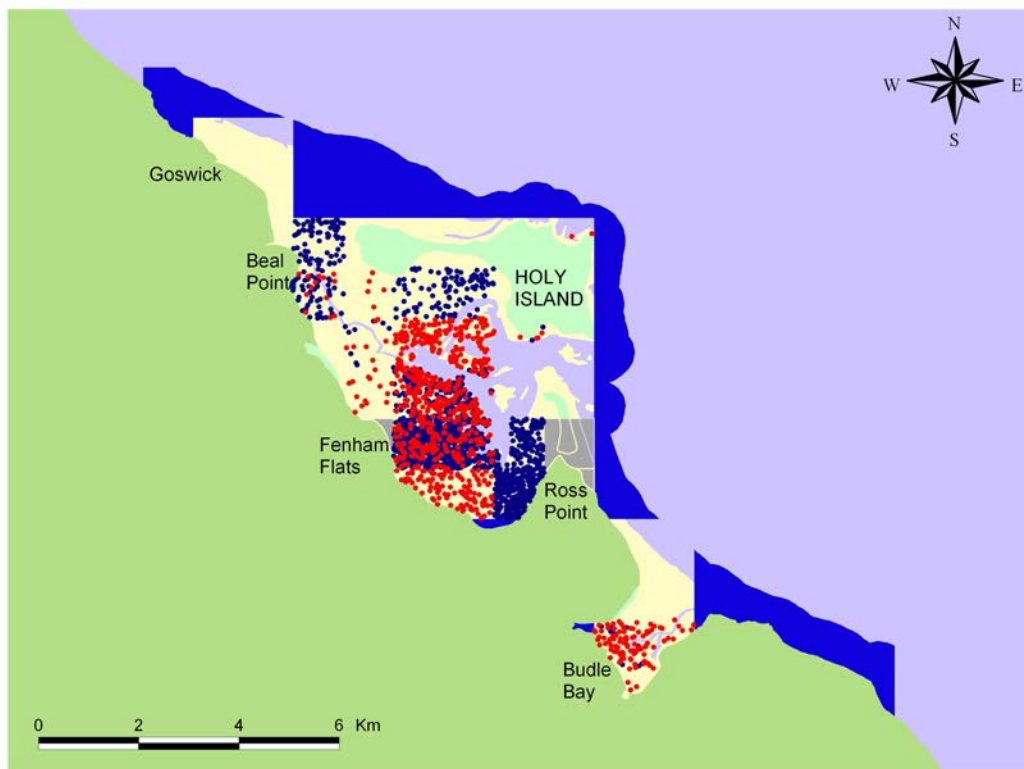 N
W E
S
Goswick
Beal
Point
HOLY
ISLAND
Fenham
Flats
Ross
Point
Budle
Bay
0 2 4 6 Km